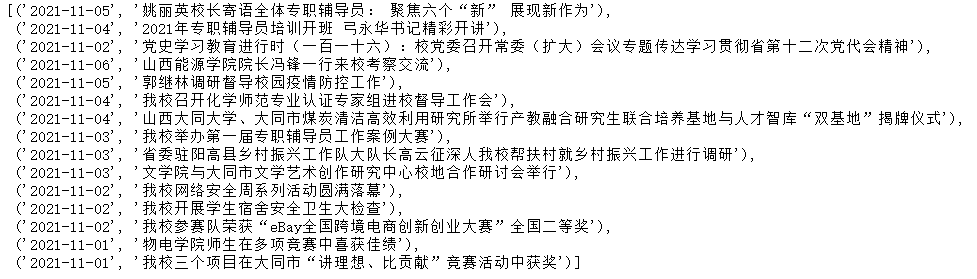 [('2021-11-05', '姚丽英校长寄语全体专职辅导员： 聚焦六个“新” 展现新作为'),
('2021-11-04', '2021年专职辅导员培训开班 弓永华书记精彩开讲'),
('2021-11-02', '党史学习教育进行时（一百一十六）：校党委召开常委（扩大）会议专题传达学习贯彻省第十二次党代会精神'),
('2021-11-06', '山西能源学院院长冯锋一行来校考察交流'),
('2021-11-05', '郭继林调研督导校园疫情防控工作'),
('2021-11-04', '我校召开化学师范专业认证专家组进校督导工作会'),
('2021-11-04', '山西大同大学、大同市煤炭清洁高效利用研究所举行产教融合研究生联合培养基地与人才智库“双基地”揭牌仪式'),
('2021-11-03', '我校举办第一届专职辅导员工作案例大赛'),
('2021-11-03', '省委驻阳高县乡村振兴工作队大队长高云征深入我校帮扶村就乡村振兴工作进行调研'),
('2021-11-03', '文学院与大同市文学艺术创作研究中心校地合作研讨会举行'),
('2021-11-02', '我校网络安全周系列活动圆满落幕'),
('2021-11-02', '我校开展学生宿舍安全卫生大检查'),
('2021-11-02', '我校参赛队荣获“eBay全国跨境电商创新创业大赛”全国二等奖'),
('2021-11-01', '物电学院师生在多项竞赛中喜获佳绩'),
('2021-11-01', '我校三个项目在大同市“讲理想、比贡献”竞赛活动中获奖')]